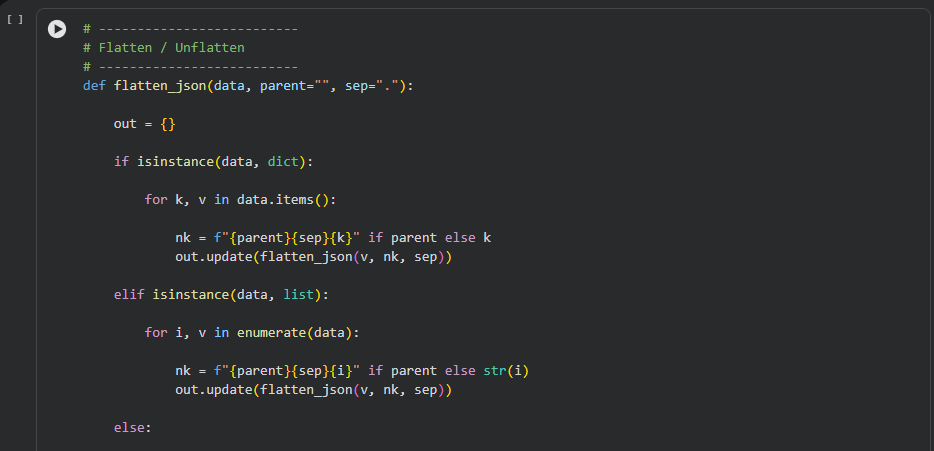 [ ]
# --------------------------
# Flatten / Unflatten
# --------------------------
def flatten_json(data, parent="", sep="."):
    out = {}
    if isinstance(data, dict):
        for k, v in data.items():
            nk = f"{parent}{sep}{k}" if parent else k
            out.update(flatten_json(v, nk, sep))
    elif isinstance(data, list):
        for i, v in enumerate(data):
            nk = f"{parent}{sep}{i}" if parent else str(i)
            out.update(flatten_json(v, nk, sep))
    else: